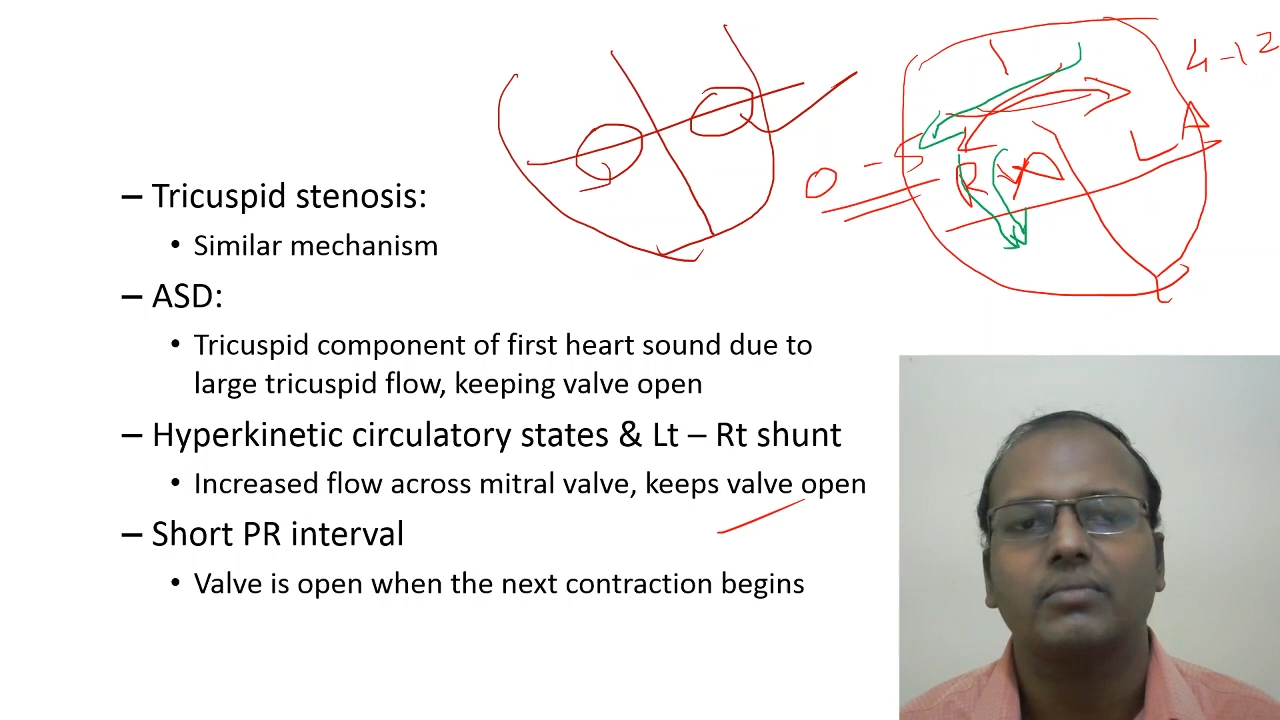 4-12
0-5
RA
LA
– Tricuspid stenosis:
• Similar mechanism
– ASD:
• Tricuspid component of first heart sound due to
large tricuspid flow, keeping valve open
– Hyperkinetic circulatory states & Lt – Rt shunt
• Increased flow across mitral valve, keeps valve open
– Short PR interval
• Valve is open when the next contraction begins